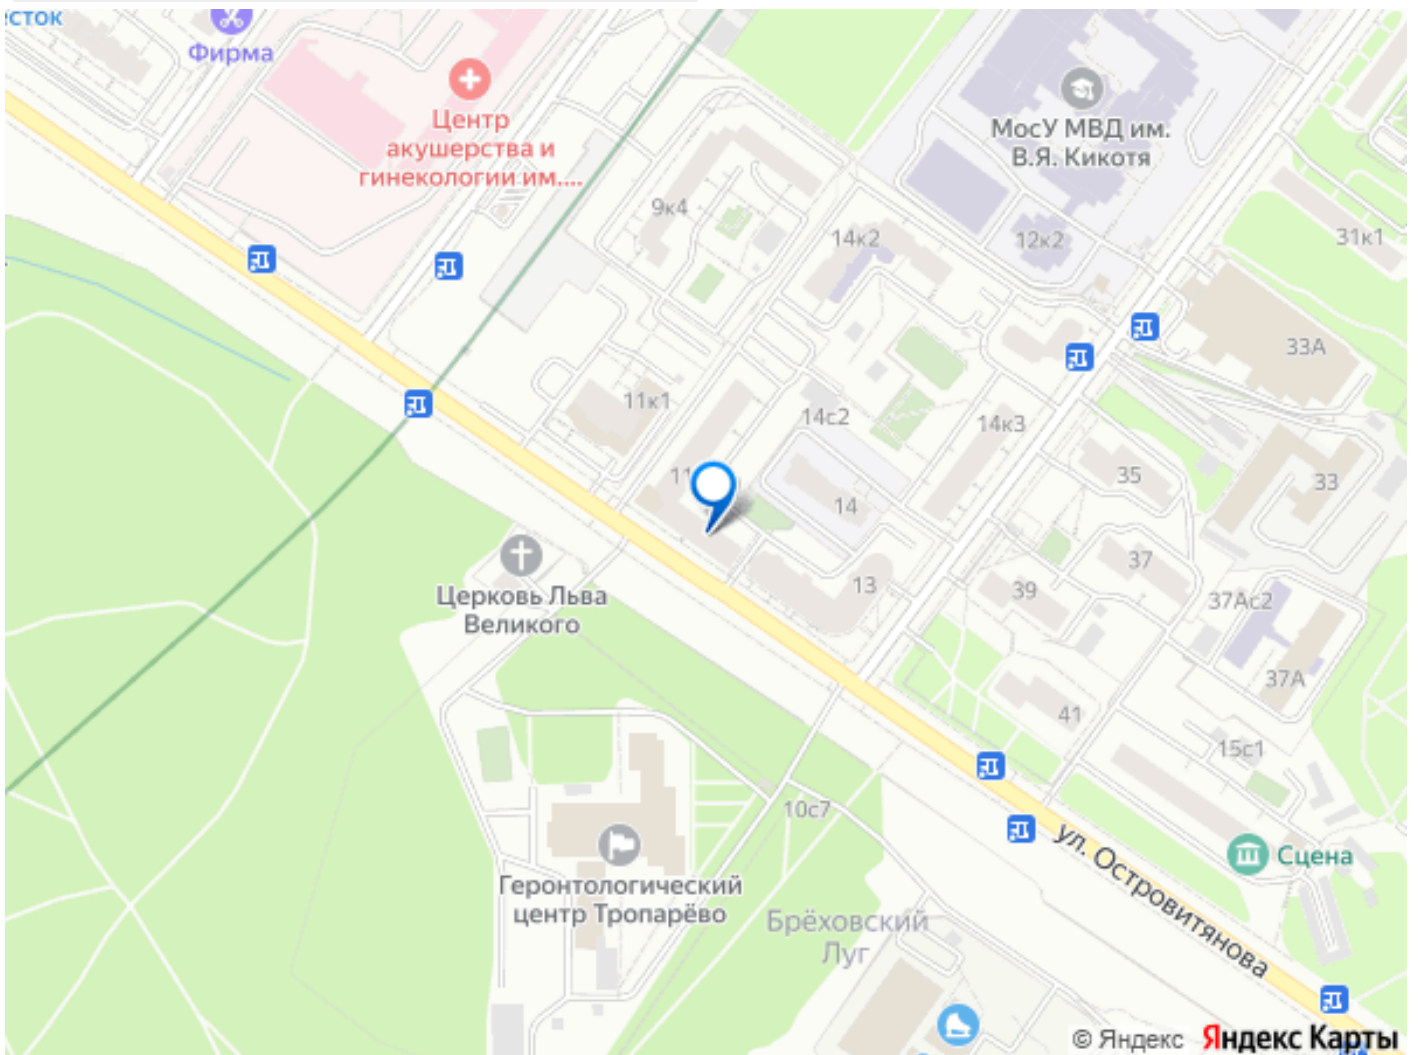 сток
Фирма
Центр
акушерства и
гинекологии им....
МосУ МВД им.
В.Я. Кикотя
9к4
14к2
12к2
31к1
33А
11к1
14с2
14к3
35
33
14
13
37
39
37Ас2
37А
41
15с1
Церковь Льва
Великого
10с7
ул. Островитянова
Сцена
Геронтологический
центр Тропарёво
Брёховский
Луг
© Яндекс Яндекс Карты